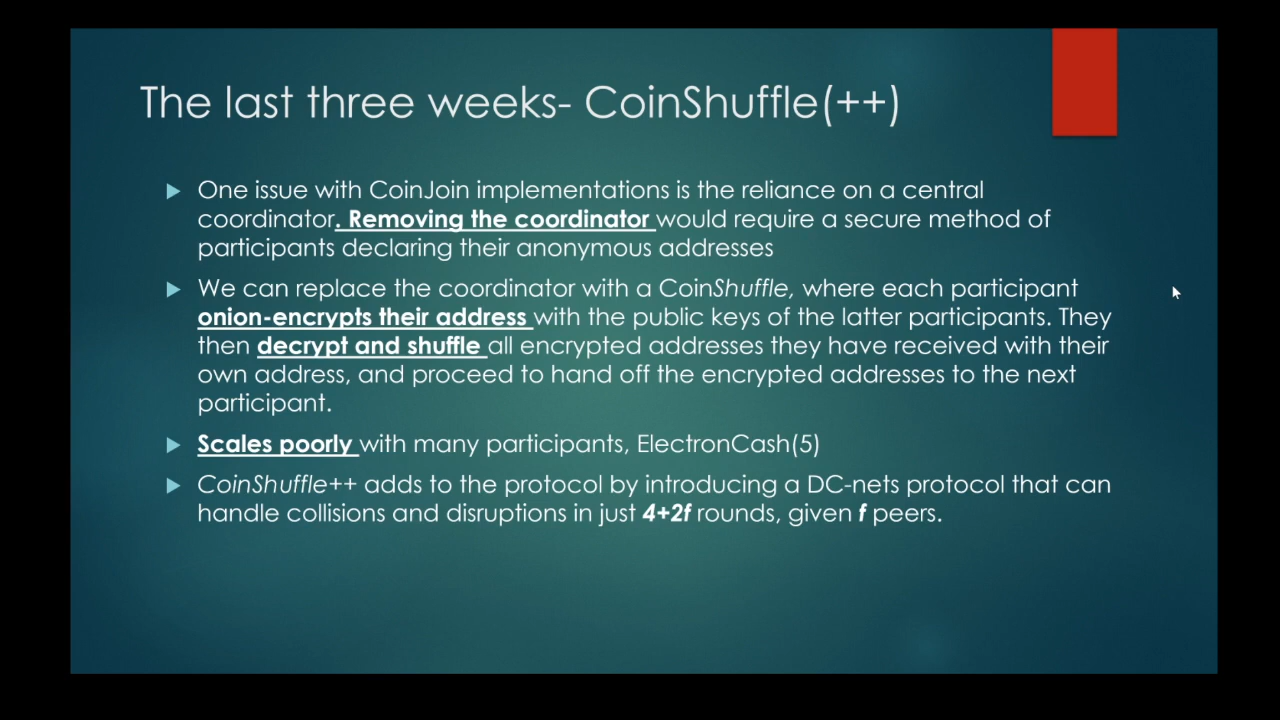 The last three weeks- CoinShuffle(++)
One issue with CoinJoin implementations is the reliance on a central
coordinator. Removing the coordinator would require a secure method of
participants declaring their anonymous addresses
We can replace the coordinator with a CoinShuffle, where each participant
onion-encrypts their address with the public keys of the latter participants. They
then decrypt and shuffle all encrypted addresses they have received with their
own address, and proceed to hand off the encrypted addresses to the next
participant.
Scales poorly with many participants, ElectronCash(5)
CoinShuffle++ adds to the protocol by introducing a DC-nets protocol that can
handle collisions and disruptions in just 4+2f rounds, given f peers.